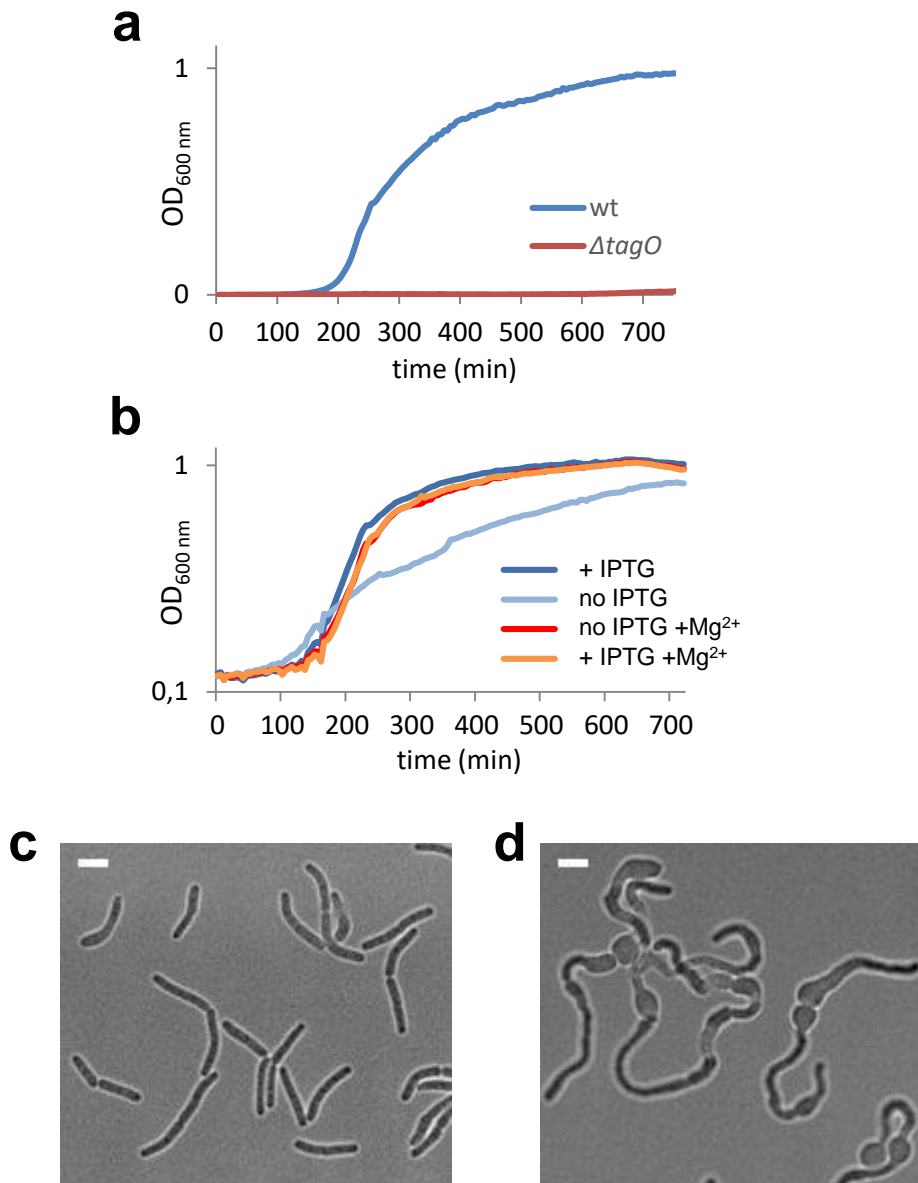 a
1
OD600 nm
wt
ΔtagO
0
0 100 200 300 400 500 600 700
time (min)
b
1
OD600 nm
+ IPTG
no IPTG
no IPTG +Mg2+
+ IPTG +Mg2+
0,1
0 100 200 300 400 500 600 700
time (min)
c
d